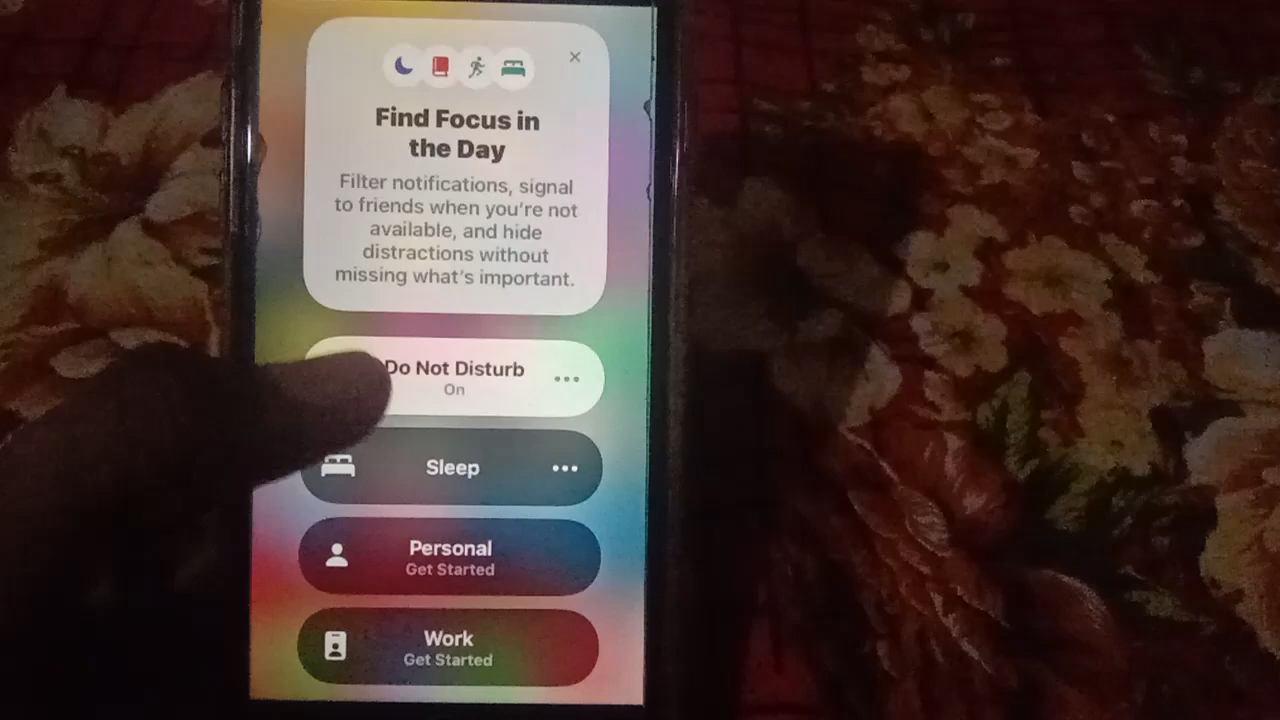 Find Focus in
the Day
Filter notifications, signal
to friends when you're not
available, and hide
distractions without
missing what's important.
Do Not Disturb
On
Sleep
Personal
Get Started
Work
Get Started